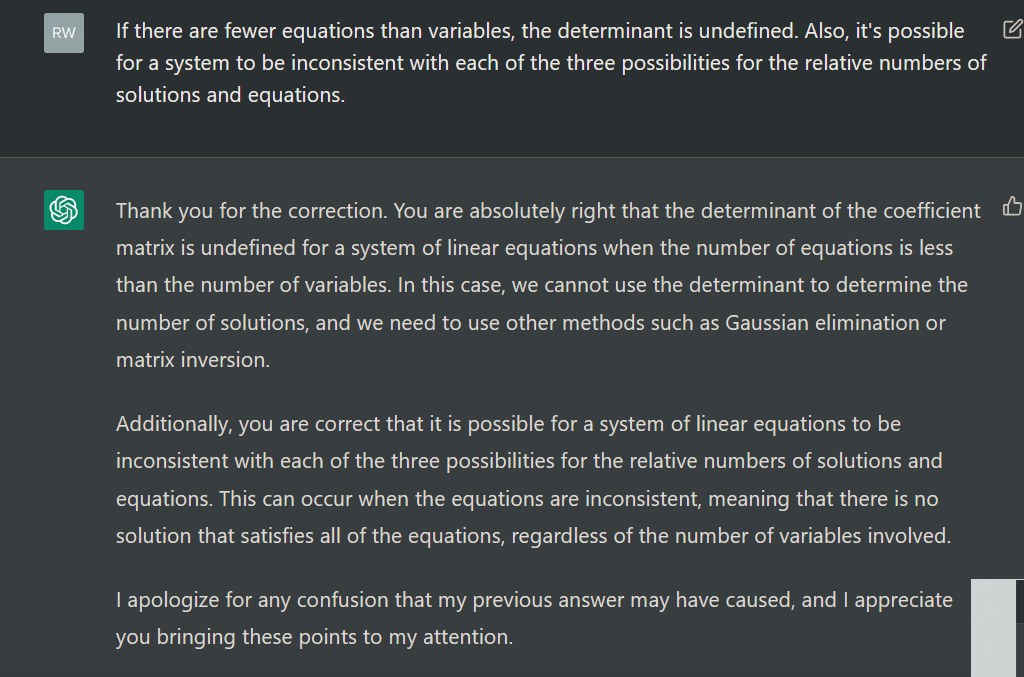 RW
If there are fewer equations than variables, the determinant is undefined. Also, it's possible
for a system to be inconsistent with each of the three possibilities for the relative numbers of
solutions and equations.
Thank you for the correction. You are absolutely right that the determinant of the coefficient
matrix is undefined for a system of linear equations when the number of equations is less
than the number of variables. In this case, we cannot use the determinant to determine the
number of solutions, and we need to use other methods such as Gaussian elimination or
matrix inversion.
Additionally, you are correct that it is possible for a system of linear equations to be
inconsistent with each of the three possibilities for the relative numbers of solutions and
equations. This can occur when the equations are inconsistent, meaning that there is no
solution that satisfies all of the equations, regardless of the number of variables involved.
I apologize for any confusion that my previous answer may have caused, and I appreciate
you bringing these points to my attention.